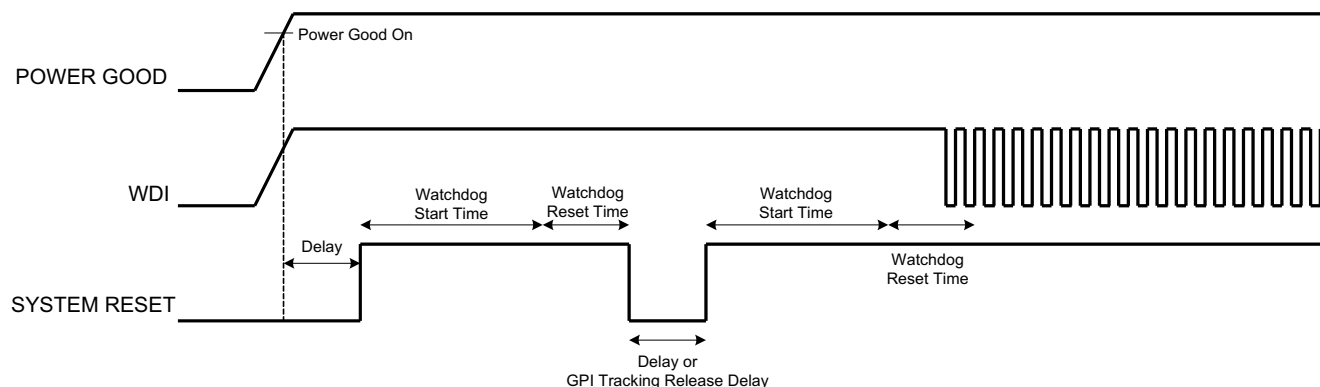 Power Good On
POWER GOOD
WDI
Watchdog
Start Time
Watchdog
Reset Time
Watchdog
Start Time
Delay
Watchdog
Reset Time
SYSTEM RESET
Delay or
GPI Tracking Release Delay